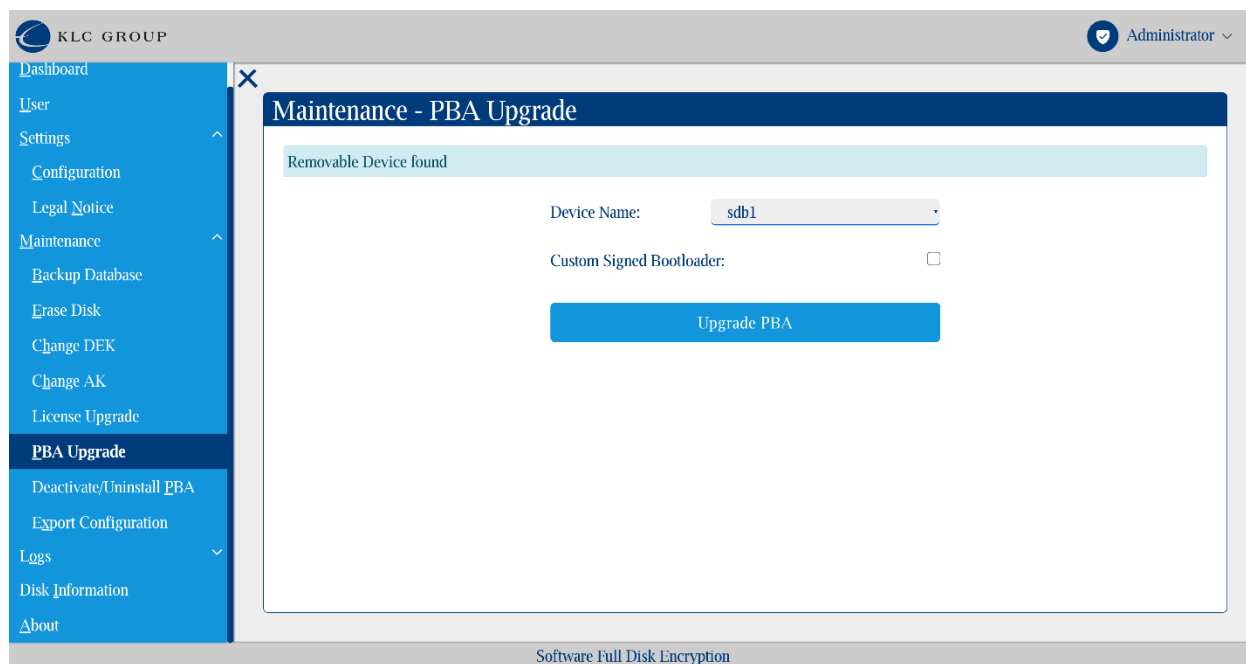 KLC GROUP
Administrator
Dashboard
User
Settings
Configuration
Legal Notice
Maintenance
Backup Database
Erase Disk
Change DEK
Change AK
License Upgrade
PBA Upgrade
Deactivate/Uninstall PBA
Export Configuration
Logs
Disk Information
About
Maintenance - PBA Upgrade
Removable Device found
Device Name: sdb1
Custom Signed Bootloader:
Upgrade PBA
Software Full Disk Encryption